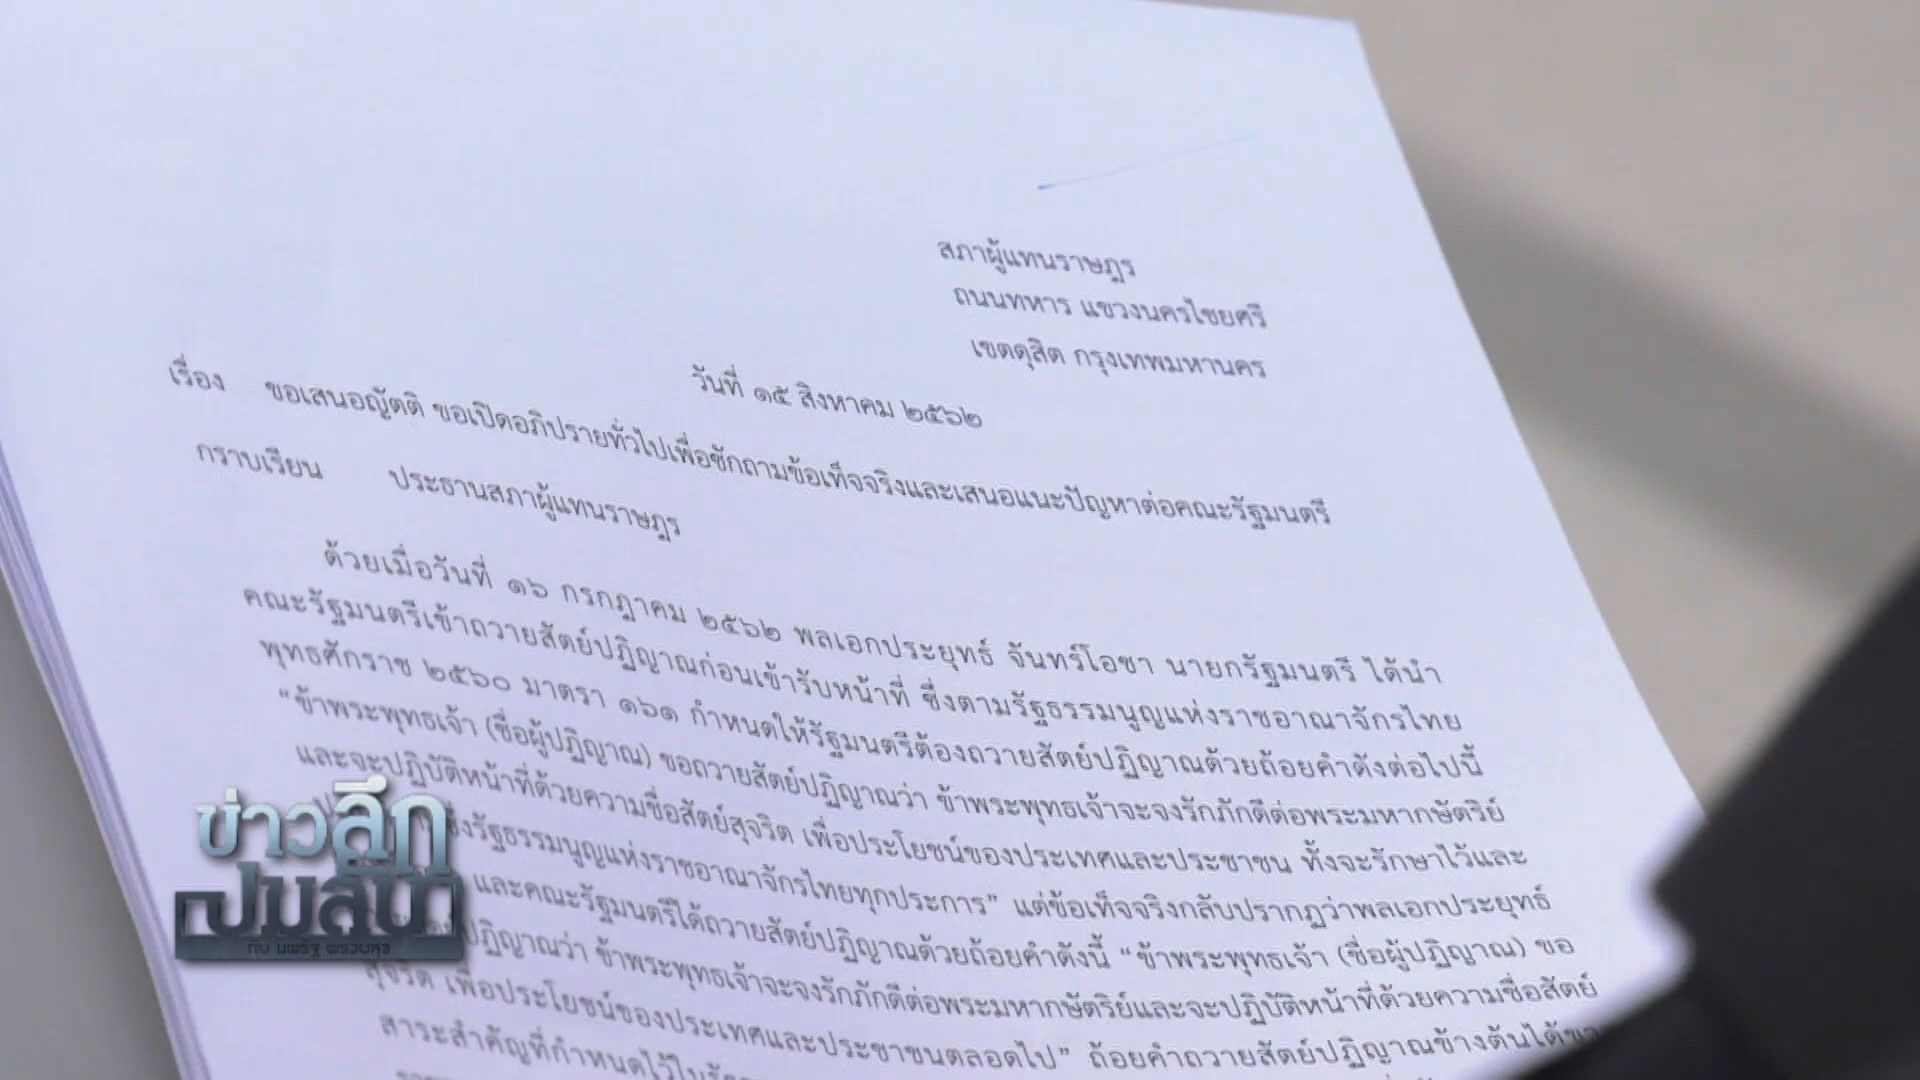 สภาผู้แทนราษฎร
ถนนทหาร แขวงนครไชยศรี
เขตดุสิต กรุงเทพมหานคร
วันที่ ๑๕ สิงหาคม ๒๕๖๒
เรื่อง ขอเสนอญัตติ ขอเปิดอภิปรายทั่วไปเพื่อซักถามข้อเท็จจริงและเสนอแนะปัญหาต่อคณะรัฐมนตรี
กราบเรียน ประธานสภาผู้แทนราษฎร
ด้วยเมื่อวันที่ ๑๖ กรกฎาคม ๒๕๖๒ พลเอกประยุทธ์ จันทร์โอชา นายกรัฐมนตรี ได้นำ
คณะรัฐมนตรีเข้าถวายสัตย์ปฏิญาณก่อนเข้ารับหน้าที่ ซึ่งตามรัฐธรรมนูญแห่งราชอาณาจักรไทย
พุทธศักราช ๒๕๖๐ มาตรา ๑๖๑ กำหนดให้รัฐมนตรีต้องถวายสัตย์ปฏิญาณด้วยถ้อยคำดังต่อไปนี้
“ข้าพระพุทธเจ้า (ชื่อผู้ปฏิญาณ) ขอถวายสัตย์ปฏิญาณว่า ข้าพระพุทธเจ้าจะจงรักภักดีต่อพระมหากษัตริย์
และจะปฏิบัติหน้าที่ด้วยความซื่อสัตย์สุจริต เพื่อประโยชน์ของประเทศและประชาชน ทั้งจะรักษาไว้และ
ซึ่งรัฐธรรมนูญแห่งราชอาณาจักรไทยทุกประการ” แต่ข้อเท็จจริงกลับปรากฏว่าพลเอกประยุทธ์
และคณะรัฐมนตรีได้ถวายสัตย์ปฏิญาณด้วยถ้อยคำดังนี้ “ข้าพระพุทธเจ้า (ชื่อผู้ปฏิญาณ) ขอ
ปฏิญาณว่า ข้าพระพุทธเจ้าจะจงรักภักดีต่อพระมหากษัตริย์และจะปฏิบัติหน้าที่ด้วยความซื่อสัตย์
สุจริต เพื่อประโยชน์ของประเทศและประชาชนตลอดไป” ถ้อยคำถวายสัตย์ปฏิญาณข้างต้นได้
สาระสำคัญที่กำหนดไว้ใน
ข่าวลึก
ปมลับ